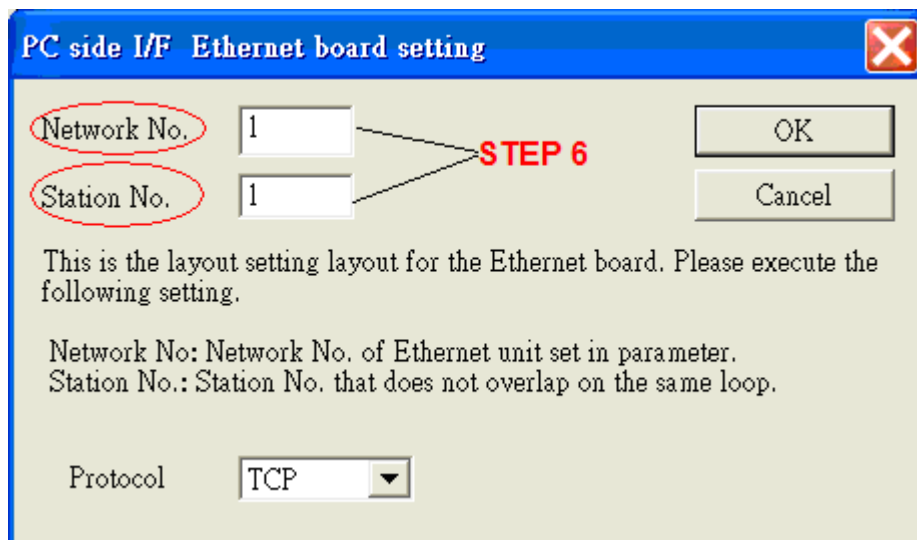 PC side I/F Ethernet board setting
Network No. 1
STEP 6
OK
Station No. 1
Cancel
This is the layout setting layout for the Ethernet board. Please execute the
following setting.
Network No: Network No. of Ethernet unit set in parameter.
Station No.: Station No. that does not overlap on the same loop.
Protocol TCP